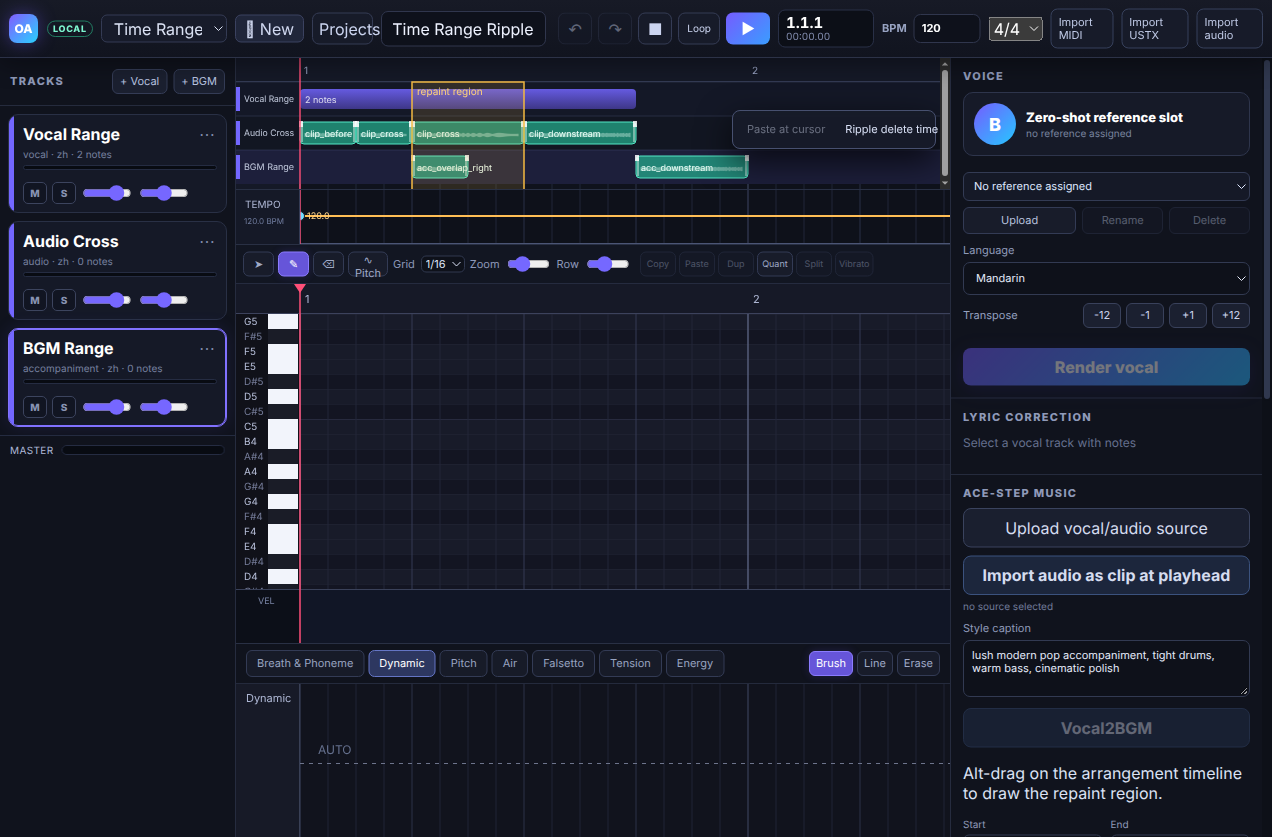 OA
LOCAL
Time Range
New
Projects
Time Range Ripple
Loop
1.1.1
00:00.00
BPM
120
4/4
Import MIDI
Import USTX
Import audio
TRACKS
+ Vocal
+ BGM
Vocal Range
vocal · zh · 2 notes
M
S
Audio Cross
audio · zh · 0 notes
M
S
BGM Range
accompaniment · zh · 0 notes
M
S
MASTER
1
2
Vocal Range
2 notes
repaint region
Audio Cross
clip_before
clip_cross
clip_cross
clip_downstream
BGM Range
acc_overlap_right
acc_downstream
Paste at cursor
Ripple delete time
TEMPO
120.0 BPM
120.0
Pitch
Grid
1/16
Zoom
Row
Copy
Paste
Dup
Quant
Split
Vibrato
1
2
G5
F#5
F5
E5
D#5
D5
C#5
C5
B4
A#4
A4
G#4
G4
F#4
F4
E4
D#4
D4
VEL
Breath & Phoneme
Dynamic
Pitch
Air
Falsetto
Tension
Energy
Brush
Line
Erase
Dynamic
AUTO
VOICE
B
Zero-shot reference slot
no reference assigned
No reference assigned
Upload
Rename
Delete
Language
Mandarin
Transpose
-12
-1
+1
+12
Render vocal
LYRIC CORRECTION
Select a vocal track with notes
ACE-STEP MUSIC
Upload vocal/audio source
Import audio as clip at playhead
no source selected
Style caption
lush modern pop accompaniment, tight drums,
warm bass, cinematic polish
Vocal2BGM
Alt-drag on the arrangement timeline
to draw the repaint region.
Start
End